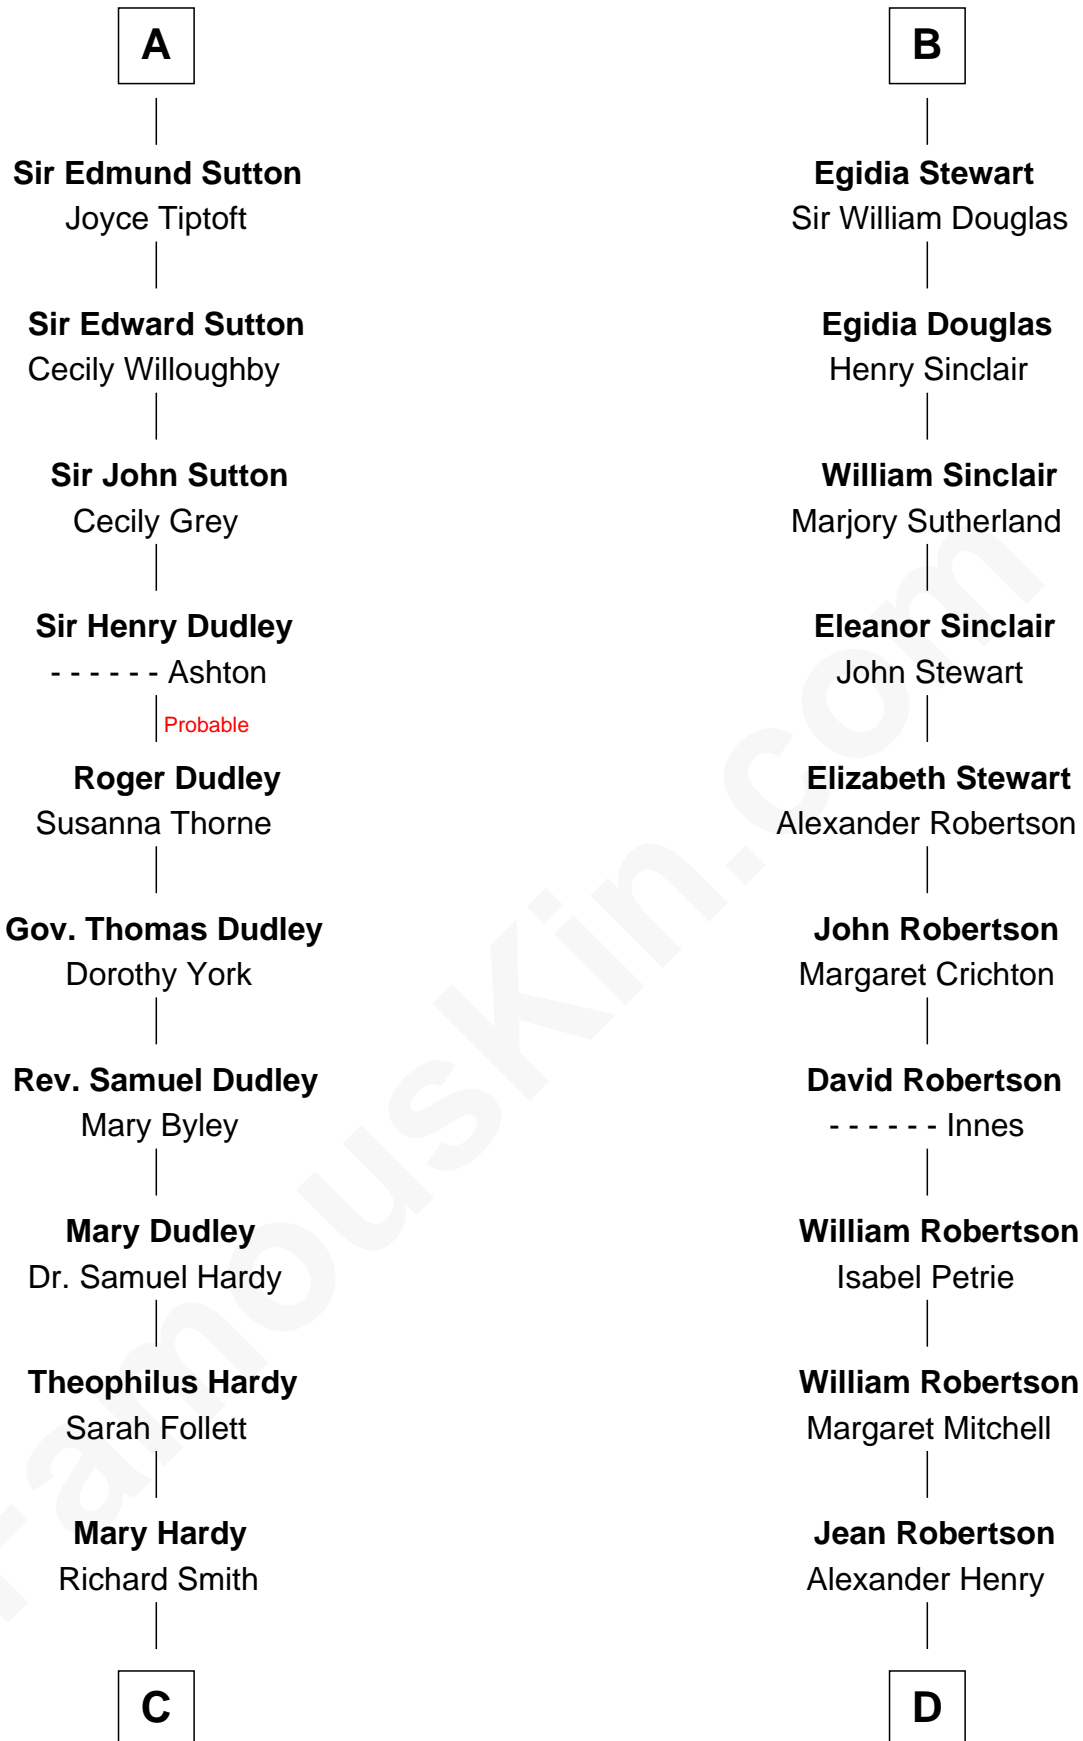 A
Sir Edmund Sutton
Joyce Tiptoft
Sir Edward Sutton
Cecily Willoughby
Sir John Sutton
Cecily Grey
Sir Henry Dudley
- - - - - - Ashton
Probable
Roger Dudley
Susanna Thorne
Gov. Thomas Dudley
Dorothy York
Rev. Samuel Dudley
Mary Byley
Mary Dudley
Dr. Samuel Hardy
Theophilus Hardy
Sarah Follett
Mary Hardy
Richard Smith
C
B
Egidia Stewart
Sir William Douglas
Egidia Douglas
Henry Sinclair
William Sinclair
Marjory Sutherland
Eleanor Sinclair
John Stewart
Elizabeth Stewart
Alexander Robertson
John Robertson
Margaret Crichton
David Robertson
- - - - - - Innes
William Robertson
Isabel Petrie
William Robertson
Margaret Mitchell
Jean Robertson
Alexander Henry
D
FamousKin.com